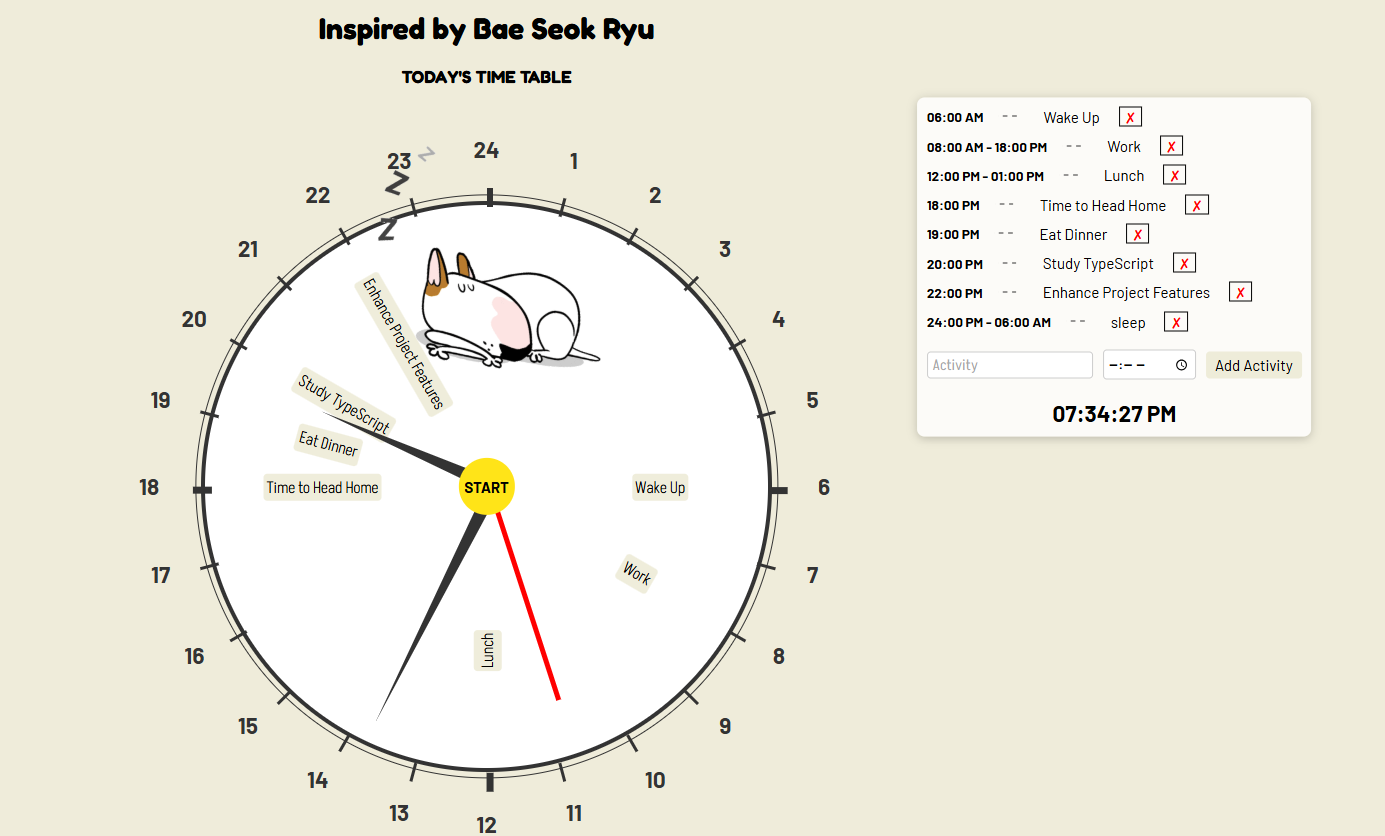 Inspired by Bae Seok Ryu
TODAY'S TIME TABLE
24
1
2
3
4
5
6
7
8
9
10
11
12
13
14
15
16
17
18
19
20
21
22
23
Z
Z
Z
Enhance Project Features
Study TypeScript
Eat Dinner
Time to Head Home
START
Wake Up
Work
Lunch
06:00 AM -- Wake Up ✗
08:00 AM - 18:00 PM -- Work ✗
12:00 PM - 01:00 PM -- Lunch ✗
18:00 PM -- Time to Head Home ✗
19:00 PM -- Eat Dinner ✗
20:00 PM -- Study TypeScript ✗
22:00 PM -- Enhance Project Features ✗
24:00 PM - 06:00 AM -- sleep ✗
Activity -:-- Add Activity
07:34:27 PM